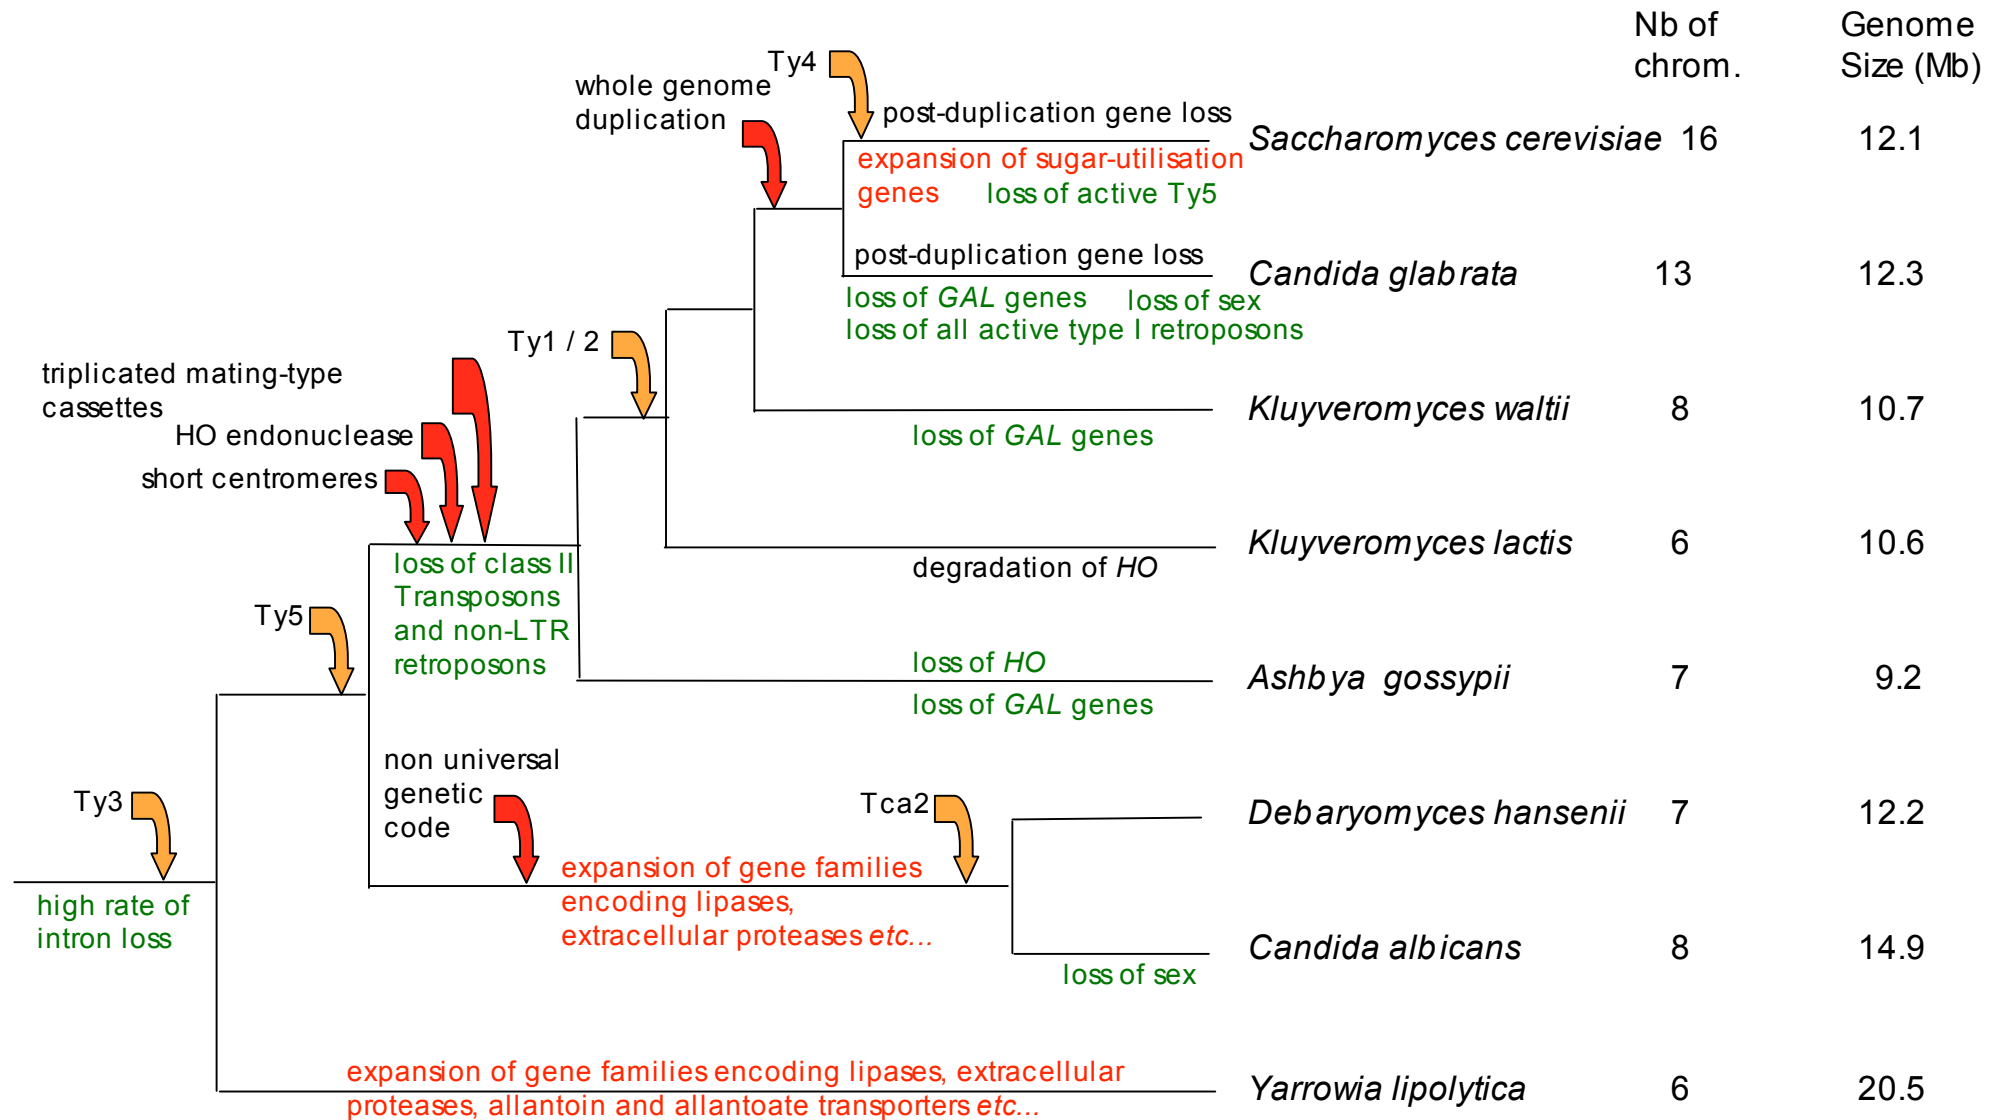 Nb of
chrom.
Genome
Size (Mb)
Ty4
whole genome
duplication
post-duplication gene loss
Saccharomyces cerevisiae 16 12.1
expansion of sugar-utilisation
genes loss of active Ty5
post-duplication gene loss
Candida glabrata 13 12.3
loss of GAL genes loss of sex
loss of all active type I retroposons
Ty1 / 2
triplicated mating-type
cassettes
Kluyveromyces waltii 8 10.7
HO endonuclease
loss of GAL genes
short centromeres
Kluyveromyces lactis 6 10.6
loss of class II
Transposons
and non-LTR
retroposons
degradation of HO
Ty5
loss of HO
Ashbya gossypii 7 9.2
loss of GAL genes
non universal
genetic
code
Ty3
Tca2
Debaryomyces hansenii 7 12.2
expansion of gene families
encoding lipases,
extracellular proteases etc...
high rate of
intron loss
Candida albicans 8 14.9
loss of sex
expansion of gene families encoding lipases, extracellular
proteases, allantoin and allantoate transporters etc...
Yarrowia lipolytica 6 20.5